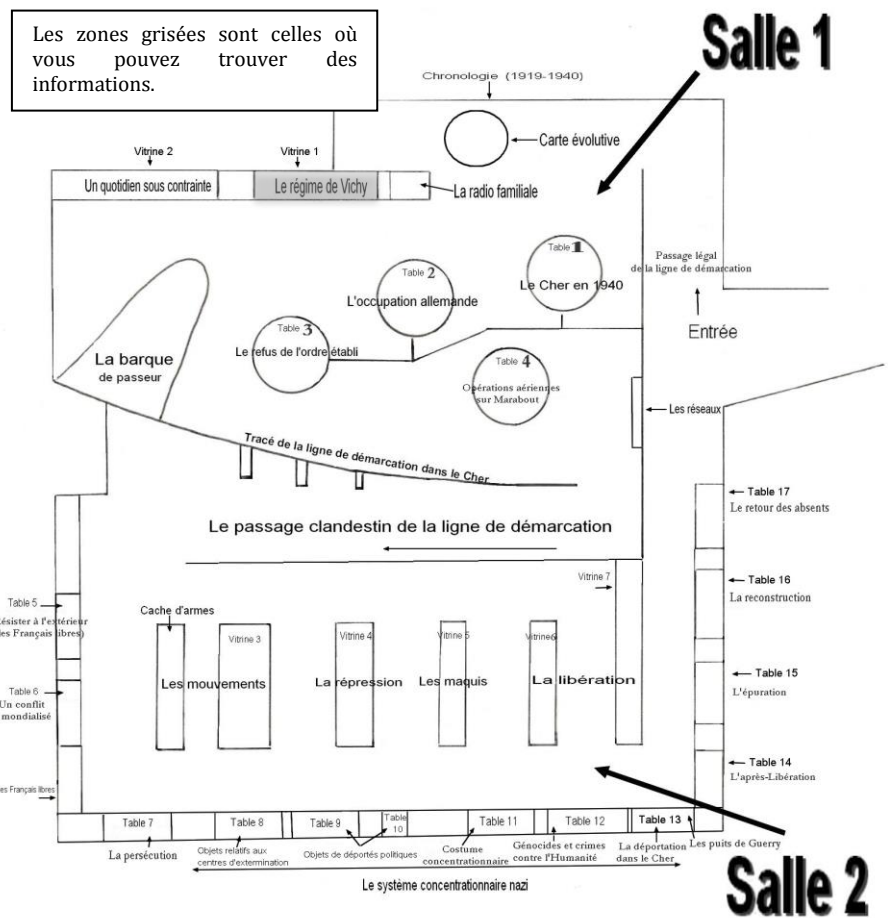 Les zones grisées sont celles où
vous pouvez trouver des
informations.
Salle 1
Chronologie (1919-1940)
Carte évolutive
Vitrine 2
Vitrine 1
Un quotidien sous contrainte
Le régime de Vichy
La radio familiale
Table 1
Le Cher en 1940
Passage légal
de la ligne de démarcation
Entrée
Table 2
L'occupation allemande
Table 3
Le refus de l'ordre établi
Table 4
Opérations aériennes
sur Marabout
La barque
de passeur
Les réseaux
Tracé de la ligne de démarcation dans le Cher
Le passage clandestin de la ligne de démarcation
Table 17
Le retour des absents
Vitrine 7
Table 16
La reconstruction
Table 5
Résister à l'extérieur
es Français libres)
Cache d'armes
Vitrine 3
Vitrine 4
Vitrine 5
Vitrine6
Les mouvements
La répression
Les maquis
La libération
Table 15
L'épuration
Table 6
Un conflit
mondialisé
Table 14
L'après-Libération
es Français libres
Table 7
Table 8
Table 9
Table
10
Table 11
Table 12
Table 13
La persécution
Objets relatifs aux
centres d'extermination
Objets de déportés politiques
Costume
concentrationnaire
Génocides et crimes
contre l'Humanité
La déportation
dans le Cher
Les puits de Guerry
Le système concentrationnaire nazi
Salle 2